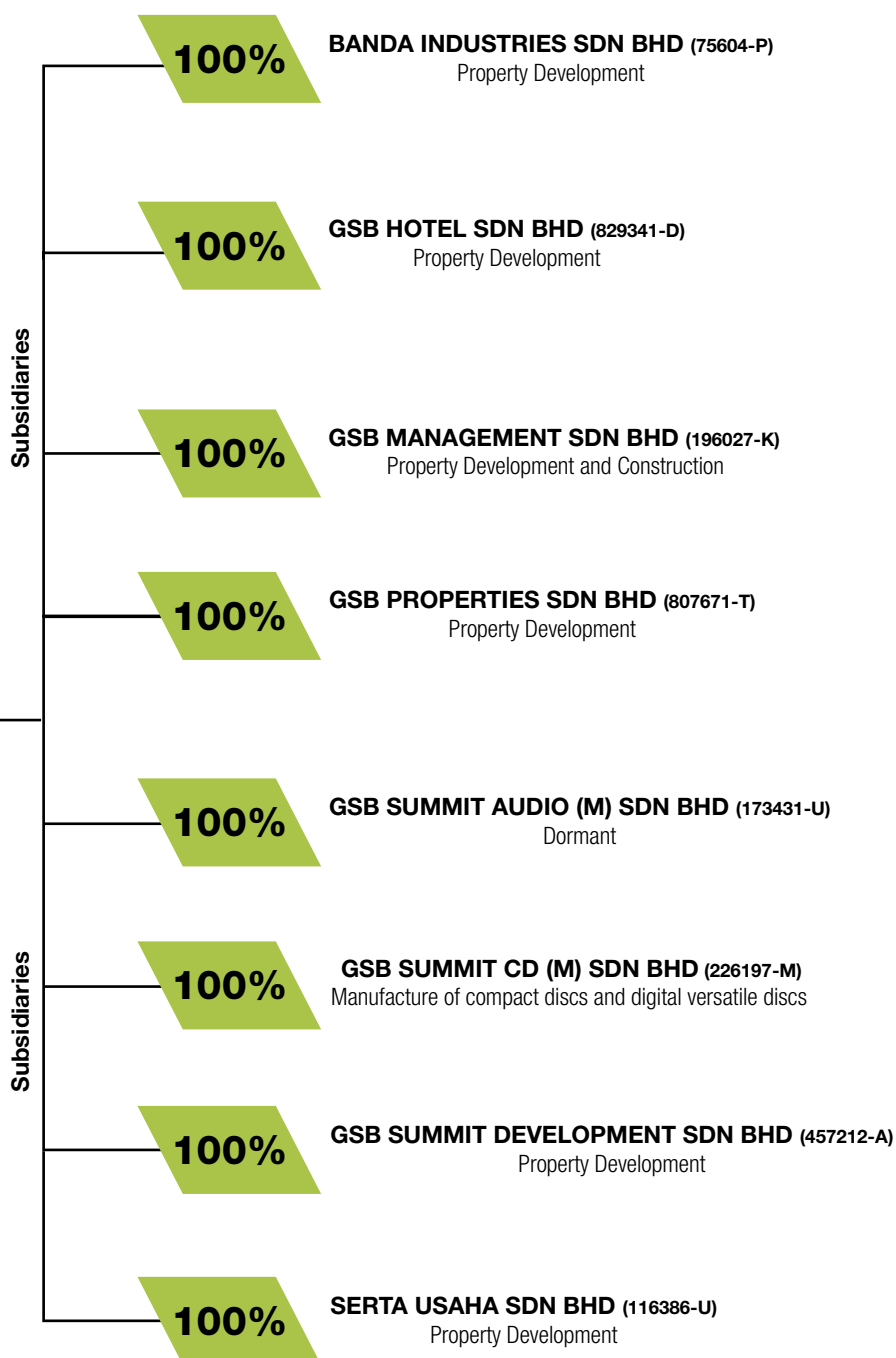 Subsidiaries
100%
BANDA INDUSTRIES SDN BHD (75604-P)
Property Development
100%
GSB HOTEL SDN BHD (829341-D)
Property Development
100%
GSB MANAGEMENT SDN BHD (196027-K)
Property Development and Construction
100%
GSB PROPERTIES SDN BHD (807671-T)
Property Development
Subsidiaries
100%
GSB SUMMIT AUDIO (M) SDN BHD (173431-U)
Dormant
100%
GSB SUMMIT CD (M) SDN BHD (226197-M)
Manufacture of compact discs and digital versatile discs
100%
GSB SUMMIT DEVELOPMENT SDN BHD (457212-A)
Property Development
100%
SERTA USAHA SDN BHD (116386-U)
Property Development